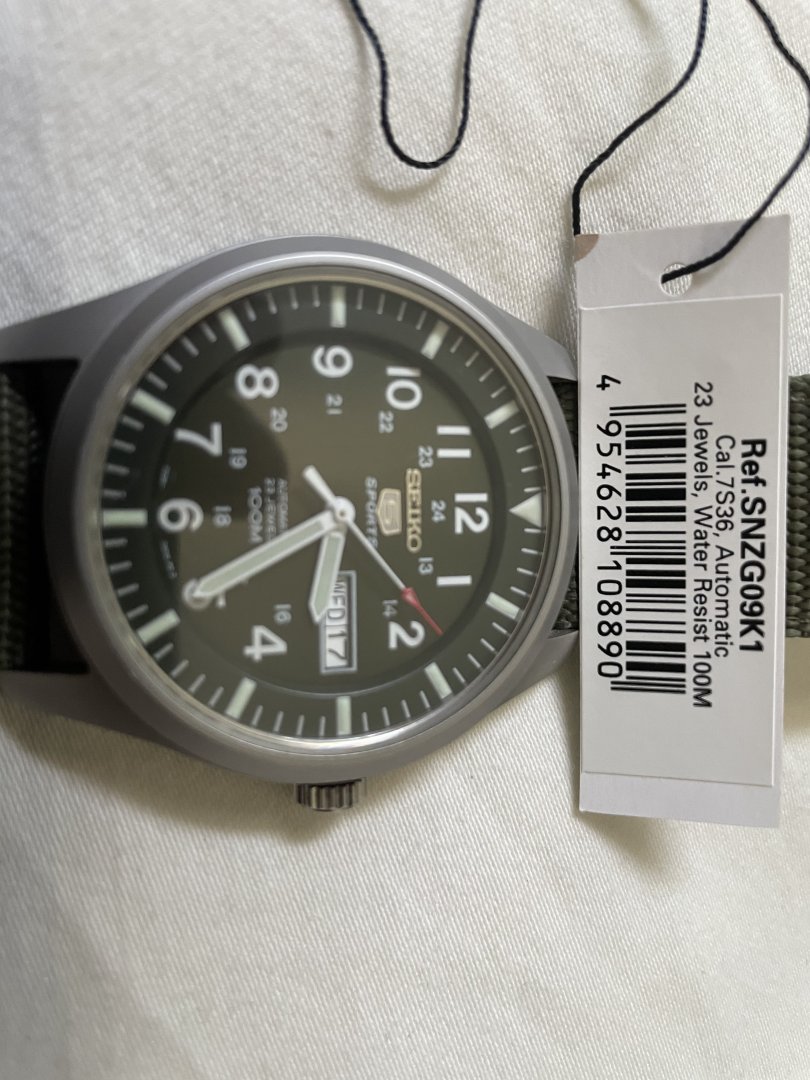 12
11
1
10
2
24
23
13
22
14
SEIKO
5
SPORTS
9
21
WED 17
8
20
16
4
19
23 JEWELS
100M
7
18
6
Ref.SNZG09K1
Cal.7S36, Automatic
23 Jewels, Water Resist 100M
4 954628 108890